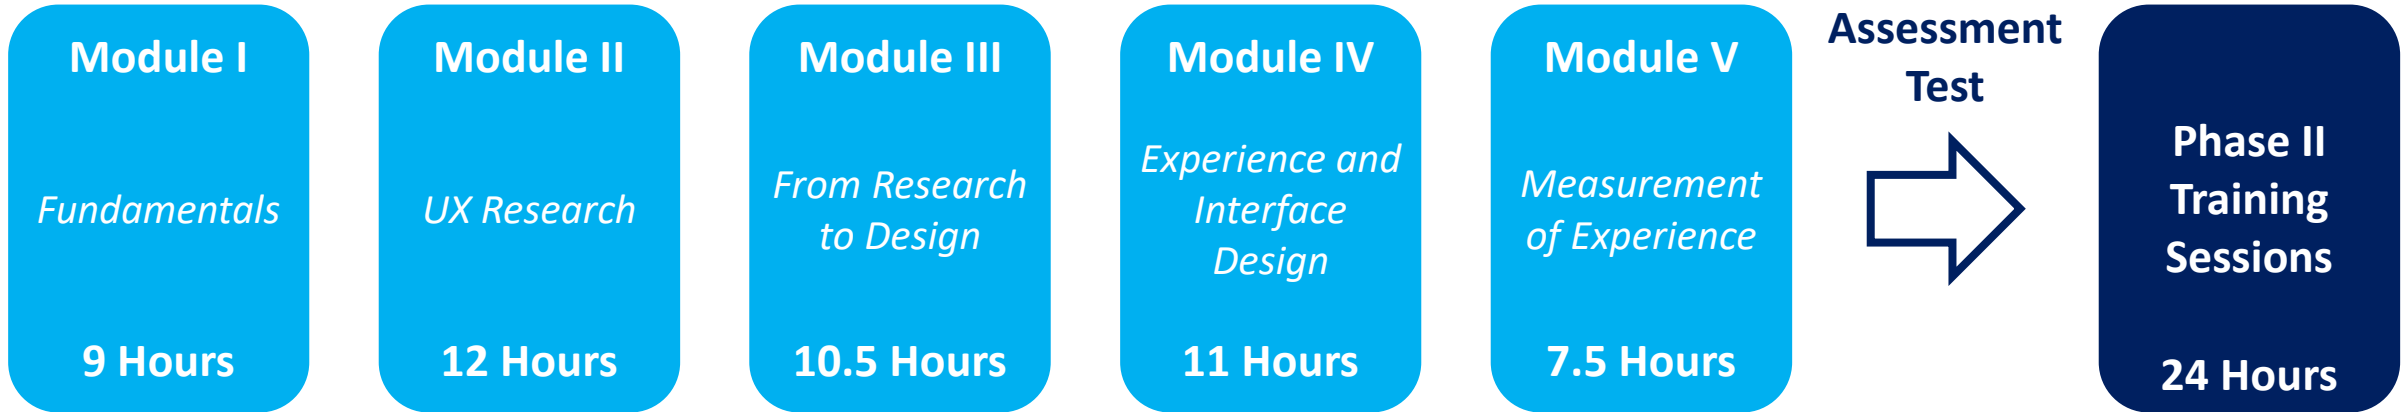 Module I
Fundamentals
9 Hours
Module II
UX Research
12 Hours
Module III
From Research
to Design
10.5 Hours
Module IV
Experience and
Interface
Design
11 Hours
Module V
Measurement
of Experience
7.5 Hours
Assessment
Test
Phase II
Training
Sessions
24 Hours